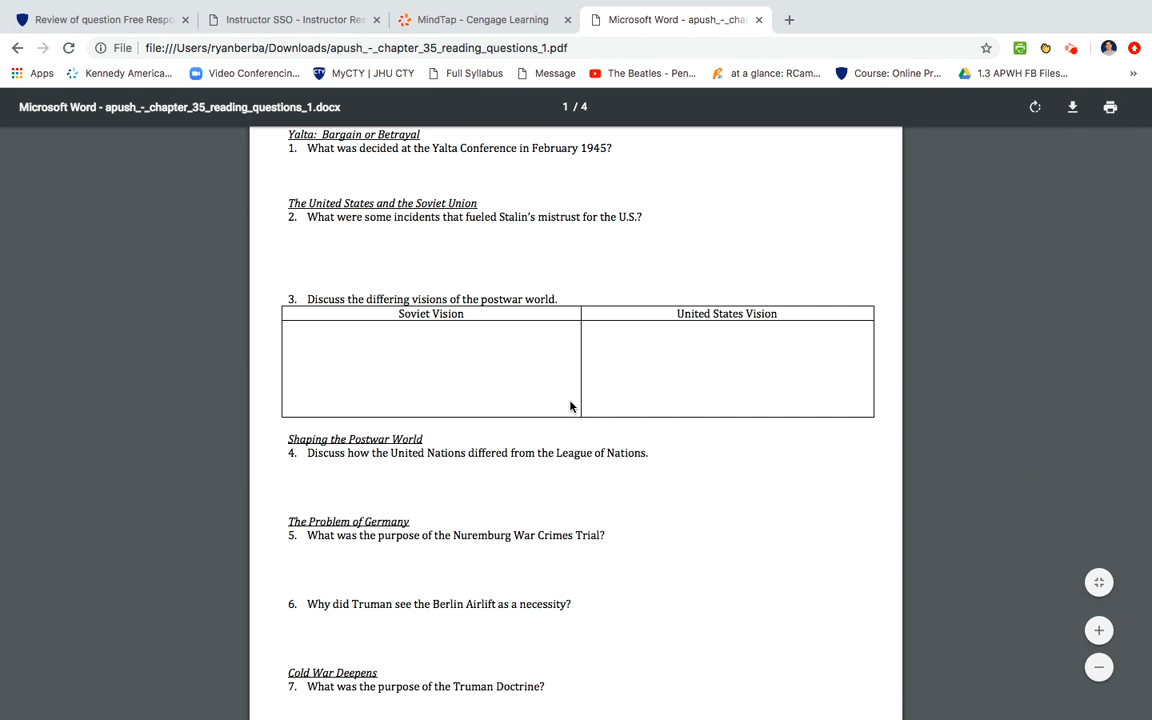 Review of question Free Respo
Instructor SSO - Instructor Res
MindTap - Cengage Learning
Microsoft Word - apush_-_chap
File
file:///Users/ryanberba/Downloads/apush_-_chapter_35_reading_questions_1.pdf
Apps
Kennedy America...
Video Conferencin...
CTY
MyCTY | JHU CTY
Full Syllabus
Message
The Beatles - Pen...
at a glance: RCam...
Course: Online Pr...
1.3 APWH FB Files...
»
Microsoft Word - apush_-_chapter_35_reading_questions_1.docx
1 / 4
Yalta: Bargain or Betrayal
1. What was decided at the Yalta Conference in February 1945?
The United States and the Soviet Union
2. What were some incidents that fueled Stalin's mistrust for the U.S.?
3. Discuss the differing visions of the postwar world.
Soviet Vision
United States Vision
Shaping the Postwar World
4. Discuss how the United Nations differed from the League of Nations.
The Problem of Germany
5. What was the purpose of the Nuremburg War Crimes Trial?
6. Why did Truman see the Berlin Airlift as a necessity?
Cold War Deepens
7. What was the purpose of the Truman Doctrine?